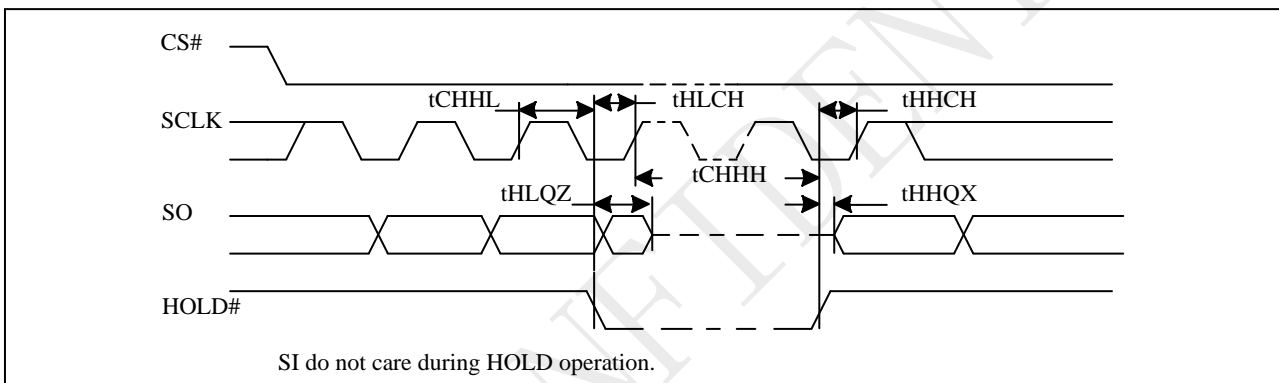 CS#
tCHHL
tHLCH
tHHCH
SCLK
tCHHH
tHLQZ
tHHQX
SO
HOLD#
SI do not care during HOLD operation.